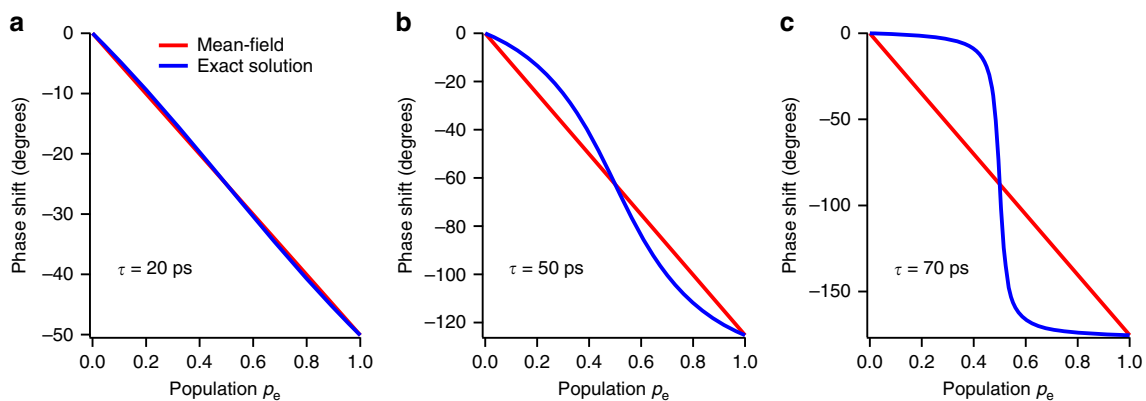 a
−0
−10
−20
−30
−40
−50
Phase shift (degrees)
Mean-field
Exact solution
τ = 20 ps
0.0 0.2 0.4 0.6 0.8 1.0
Population pe
b
0
−20
−40
−60
−80
−100
−120
Phase shift (degrees)
τ = 50 ps
0.0 0.2 0.4 0.6 0.8 1.0
Population pe
c
0
−50
−100
−150
Phase shift (degrees)
τ = 70 ps
0.0 0.2 0.4 0.6 0.8 1.0
Population pe